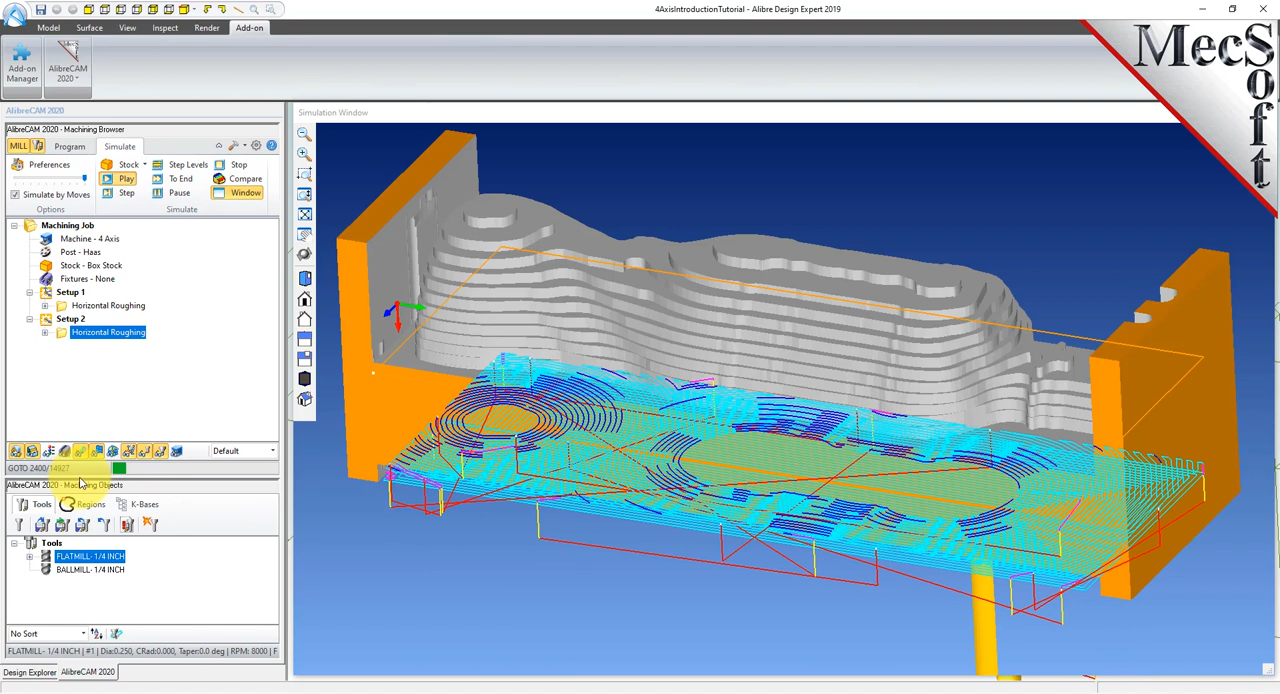 4AxisIntroductionTutorial - Alibre Design Expert 2019
Model Surface View Inspect Render Add-on
Add-on Manager
AlibreCAM 2020
AlibreCAM 2020
AlibreCAM 2020 - Machining Browser
MILL Program Simulate
Preferences Stock Step Levels Stop
Play To End Compare
Simulate by Moves Step Pause Window
Options Simulate
Machining Job
Machine - 4 Axis
Post - Haas
Stock - Box Stock
Fixtures - None
Setup 1
Horizontal Roughing
Setup 2
Horizontal Roughing
Default
GOTO 2400/14927
AlibreCAM 2020 - Machining Objects
Tools Regions K-Bases
Tools
FLATMILL- 1/4 INCH
BALLMILL- 1/4 INCH
No Sort
FLATMILL- 1/4 INCH | #1 | Dia:0.250, CRad:0.000, Taper:0.0 deg | RPM: 8000 | F
Design Explorer AlibreCAM 2020
Simulation Window
MecSoft